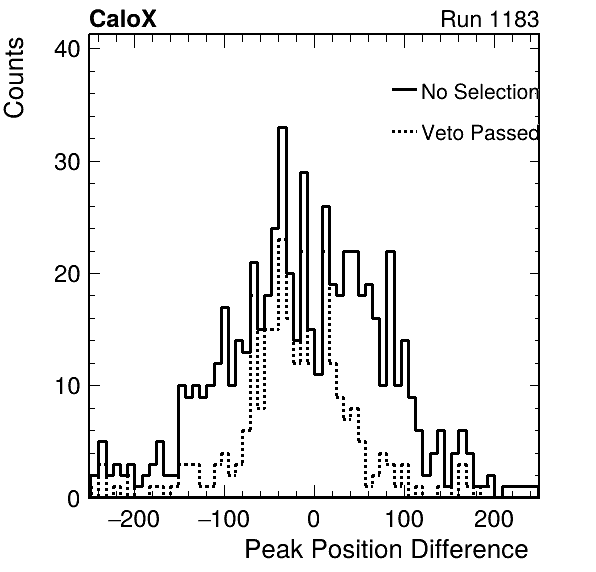 CaloX Run 1183
Counts
40
30
20
10
0
No Selection
Veto Passed
−200 −100 0 100 200
Peak Position Difference